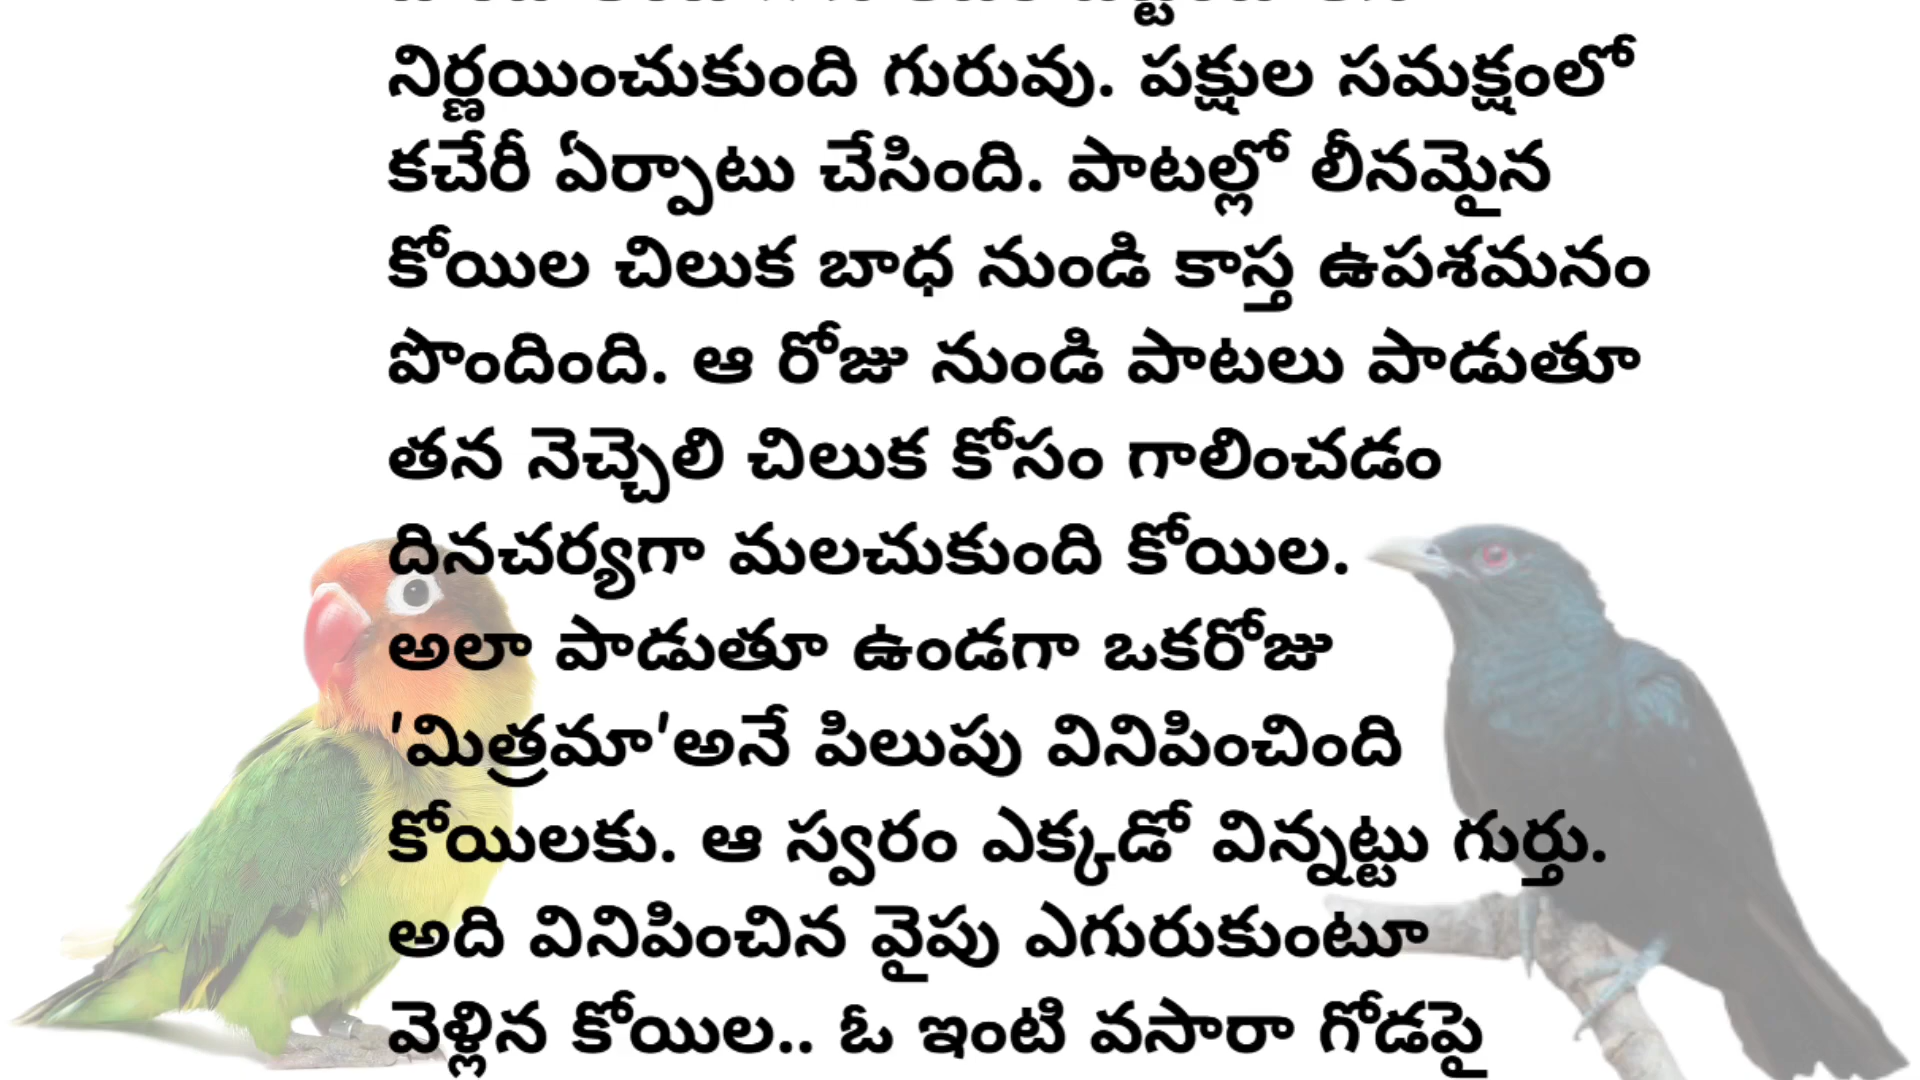 నిర్ణయించుకుంది గురువు. పక్షుల సమక్షంలో
కచేరీ ఏర్పాటు చేసింది. పాటల్లో లీనమైన
కోయిల చిలుక బాధ నుండి కాస్త ఉపశమనం
పొందింది. ఆ రోజు నుండి పాటలు పాడుతూ
తన నెచ్చెలి చిలుక కోసం గాలించడం
దినచర్యగా మలచుకుంది కోయిల.
అలా పాడుతూ ఉండగా ఒకరోజు
'మిత్రమా'అనే పిలుపు వినిపించింది
కోయిలకు. ఆ స్వరం ఎక్కడో విన్నట్టు గుర్తు.
అది వినిపించిన వైపు ఎగురుకుంటూ
వెళ్లిన కోయిల.. ఓ ఇంటి వసారా గోడపై